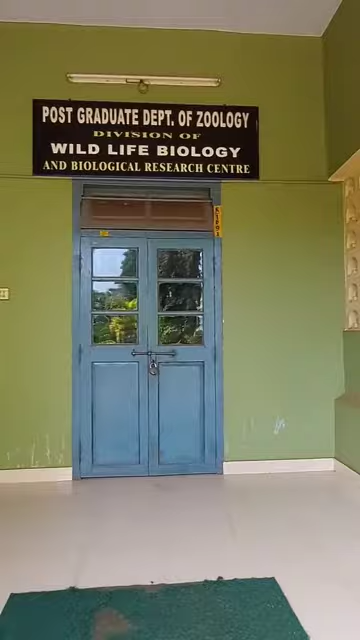 POST GRADUATE DEPT. OF ZOOLOGY
DIVISION OF
WILD LIFE BIOLOGY
AND BIOLOGICAL RESEARCH CENTRE